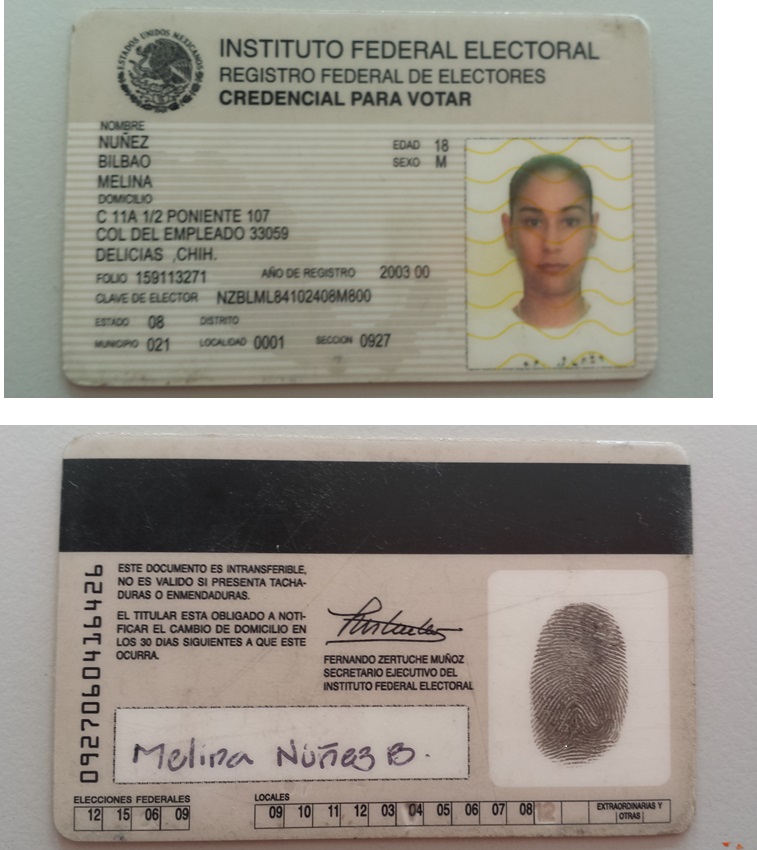 ESTADOS UNIDOS MEXICANOS
INSTITUTO FEDERAL ELECTORAL
REGISTRO FEDERAL DE ELECTORES
CREDENCIAL PARA VOTAR
NOMBRE
NUÑEZ
BILBAO
MELINA
EDAD 18
SEXO M
DOMICILIO
C 11A 1/2 PONIENTE 107
COL DEL EMPLEADO 33059
DELICIAS ,CHIH.
FOLIO 159113271 AÑO DE REGISTRO 2003 00
CLAVE DE ELECTOR NZBLML84102408M800
ESTADO 08 DISTRITO
MUNICIPIO 021 LOCALIDAD 0001 SECCION 0927
0927060416426
ESTE DOCUMENTO ES INTRANSFERIBLE,
NO ES VALIDO SI PRESENTA TACHA-
DURAS O ENMENDADURAS.
EL TITULAR ESTA OBLIGADO A NOTI-
FICAR EL CAMBIO DE DOMICILIO EN
LOS 30 DIAS SIGUIENTES A QUE ESTE
OCURRA.
FERNANDO ZERTUCHE MUÑOZ
SECRETARIO EJECUTIVO DEL
INSTITUTO FEDERAL ELECTORAL
Melina Núñez B.
ELECCIONES FEDERALES
12 15 06 09
LOCALES
09 10 11 12 03 04 05 06 07 08 12
EXTRAORDINARIAS Y
OTRAS